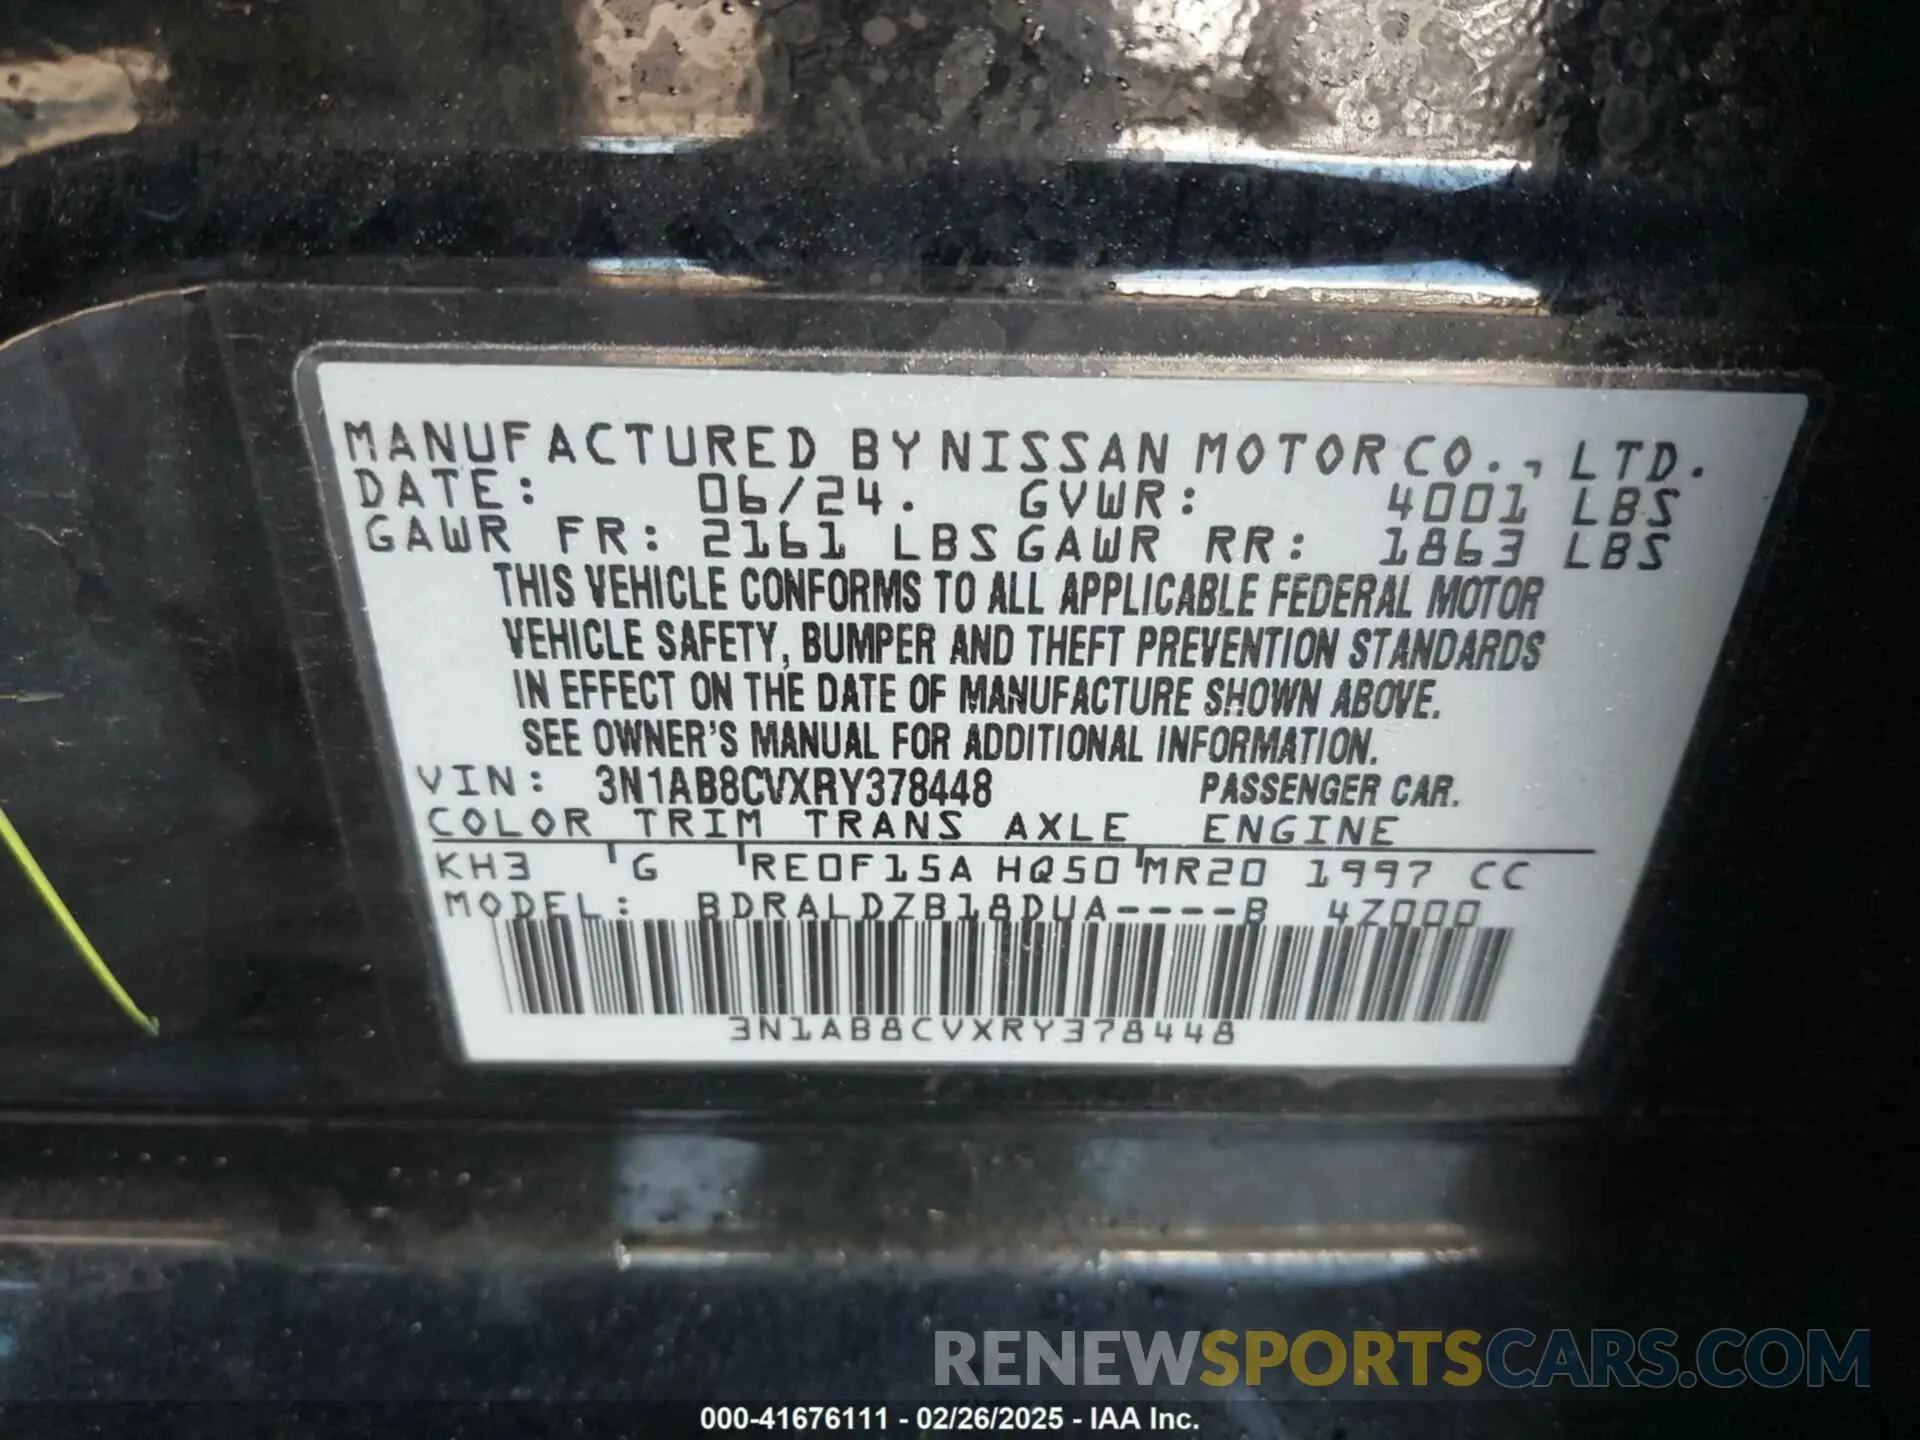 MANUFACTURED BY NISSAN MOTOR CO., LTD.
DATE: 06/24. GVWR: 4001 LBS
GAWR FR: 2161 LBS GAWR RR: 1863 LBS
THIS VEHICLE CONFORMS TO ALL APPLICABLE FEDERAL MOTOR
VEHICLE SAFETY, BUMPER AND THEFT PREVENTION STANDARDS
IN EFFECT ON THE DATE OF MANUFACTURE SHOWN ABOVE.
SEE OWNER'S MANUAL FOR ADDITIONAL INFORMATION.
VIN: 3N1AB8CVXRY378448 PASSENGER CAR.
COLOR TRIM TRANS AXLE ENGINE
KH3 G RE0F15A HQ50 MR20 1997 CC
MODEL: BDRALDZB18DUA----B 4Z000
3N1AB8CVXRY378448
RENEWSPORTSCARS.COM
000-41676111 - 02/26/2025 - IAA Inc.